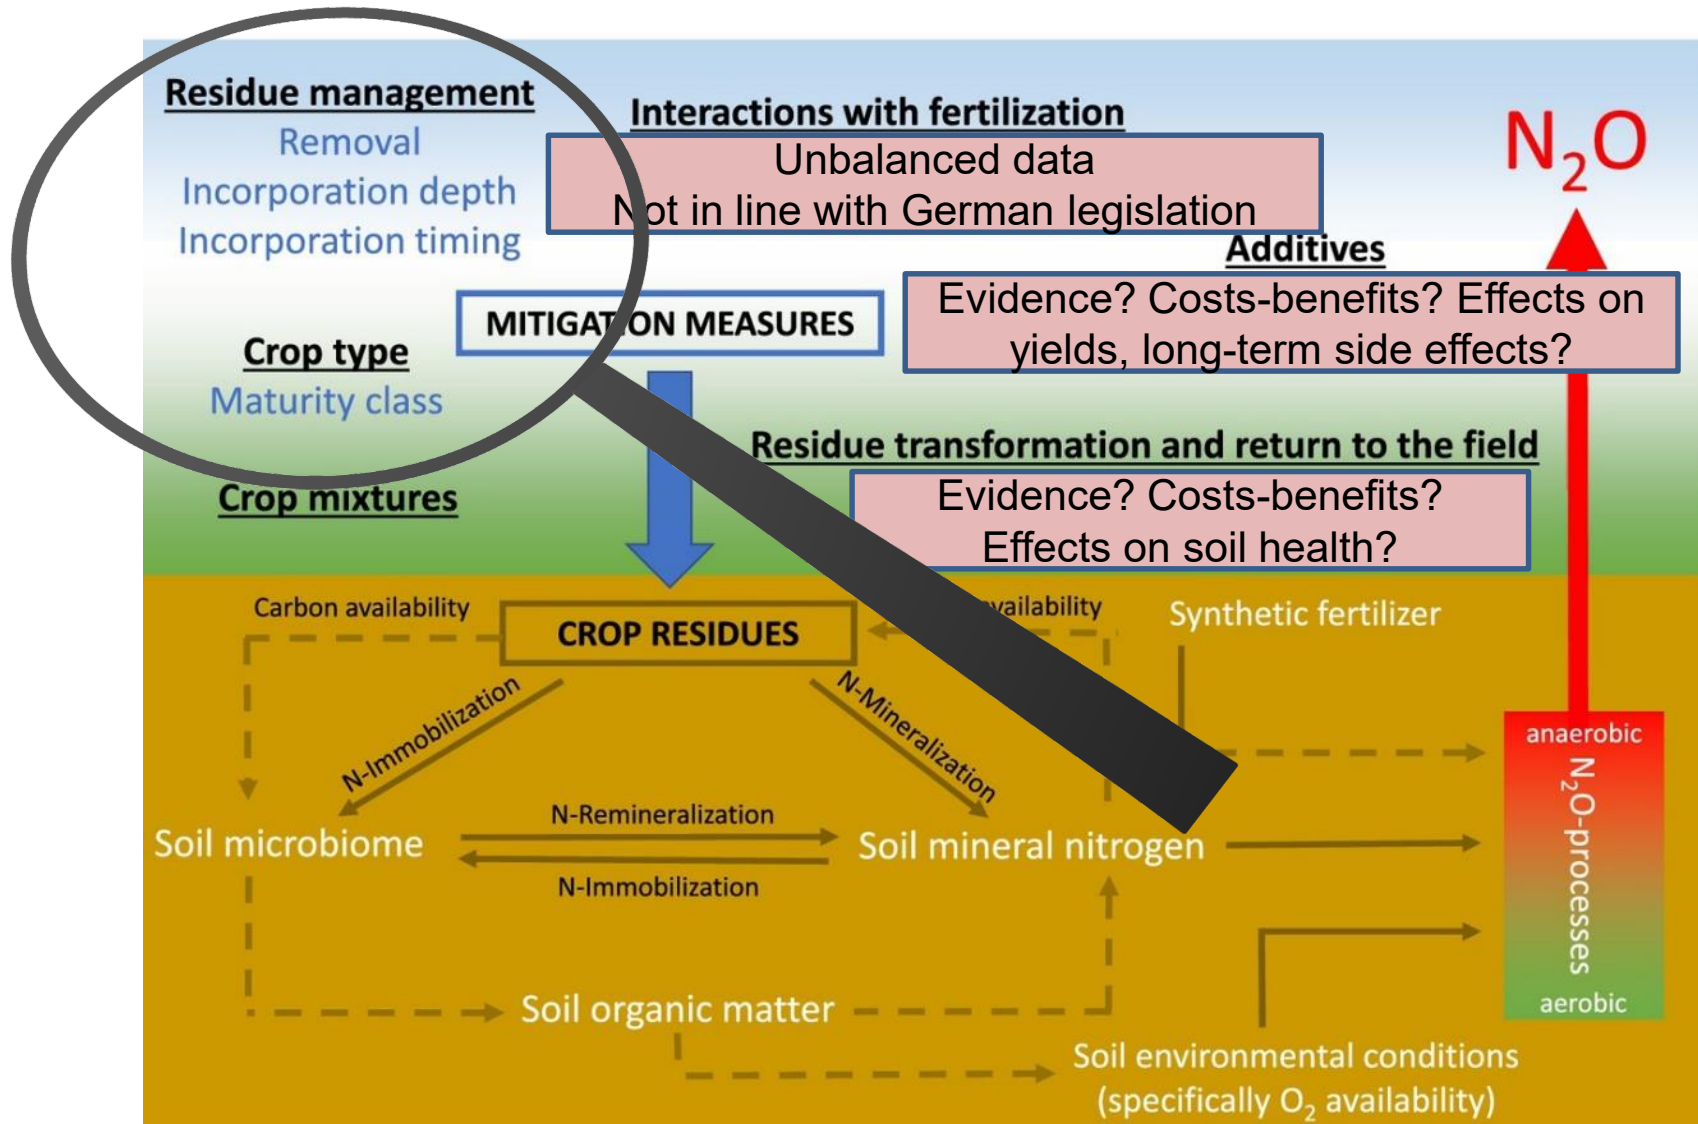 Residue management
Removal
Incorporation depth
Incorporation timing
Interactions with fertilization
Unbalanced data
Not in line with German legislation
N₂O
Additives
Evidence? Costs-benefits? Effects on
yields, long-term side effects?
MITIGATION MEASURES
Crop type
Maturity class
Crop mixtures
Residue transformation and return to the field
Evidence? Costs-benefits?
Effects on soil health?
Carbon availability
CROP RESIDUES
availability
Synthetic fertilizer
N-Immobilization
N-Mineralization
anaerobic
N₂O-processes
aerobic
Soil microbiome
N-Remineralization
N-Immobilization
Soil mineral nitrogen
Soil organic matter
Soil environmental conditions
(specifically O₂ availability)